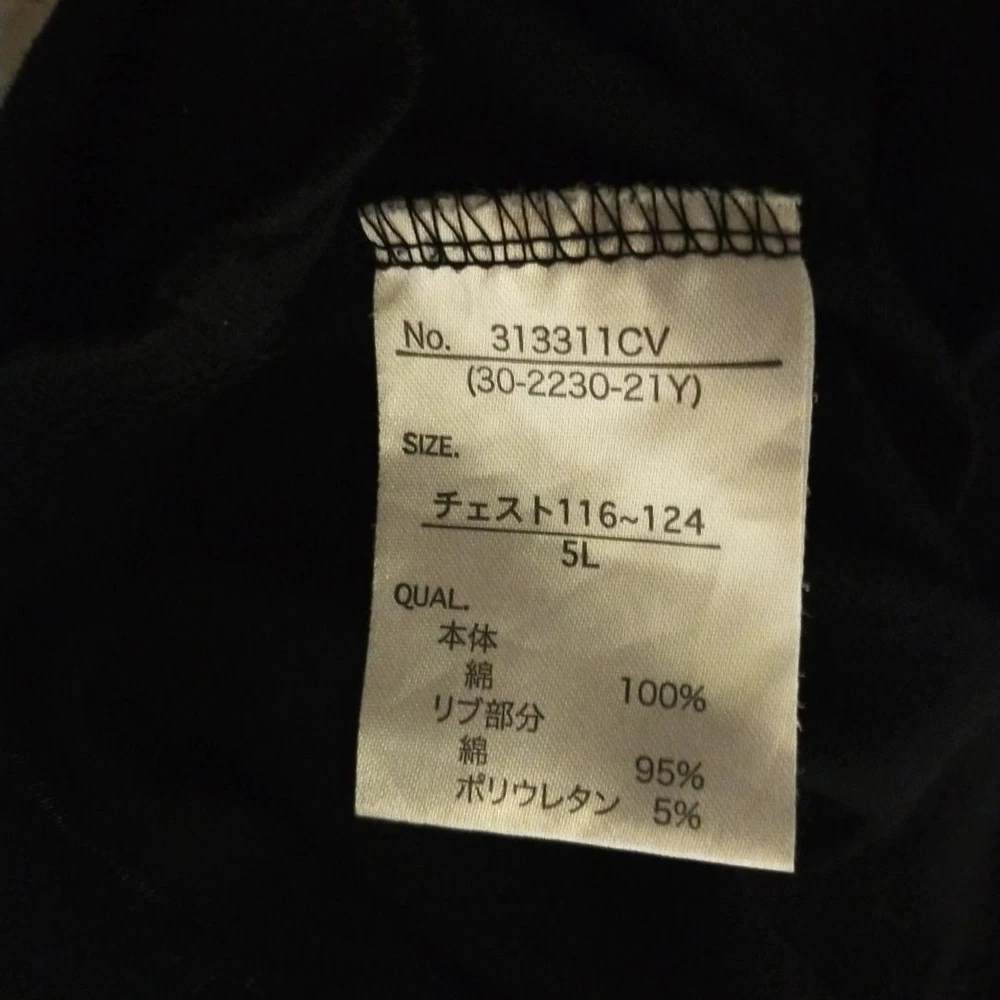 No. 313311CV
(30-2230-21Y)
SIZE.
チェスト116~124
5L
QUAL.
本体
綿 100%
リブ部分
綿 95%
ポリウレタン 5%